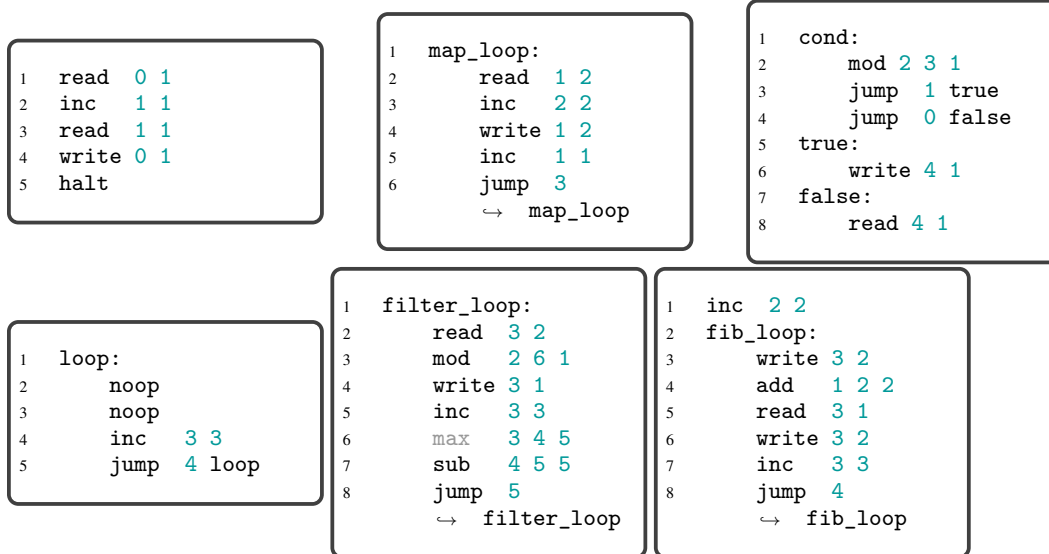 1 read 0 1
2 inc 1 1
3 read 1 1
4 write 0 1
5 halt
1 map_loop:
2 read 1 2
3 inc 2 2
4 write 1 2
5 inc 1 1
6 jump 3
↪ map_loop
1 cond:
2 mod 2 3 1
3 jump 1 true
4 jump 0 false
5 true:
6 write 4 1
7 false:
8 read 4 1
1 loop:
2 noop
3 noop
4 inc 3 3
5 jump 4 loop
1 filter_loop:
2 read 3 2
3 mod 2 6 1
4 write 3 1
5 inc 3 3
6 max 3 4 5
7 sub 4 5 5
8 jump 5
↪ filter_loop
1 inc 2 2
2 fib_loop:
3 write 3 2
4 add 1 2 2
5 read 3 1
6 write 3 2
7 inc 3 3
8 jump 4
↪ fib_loop